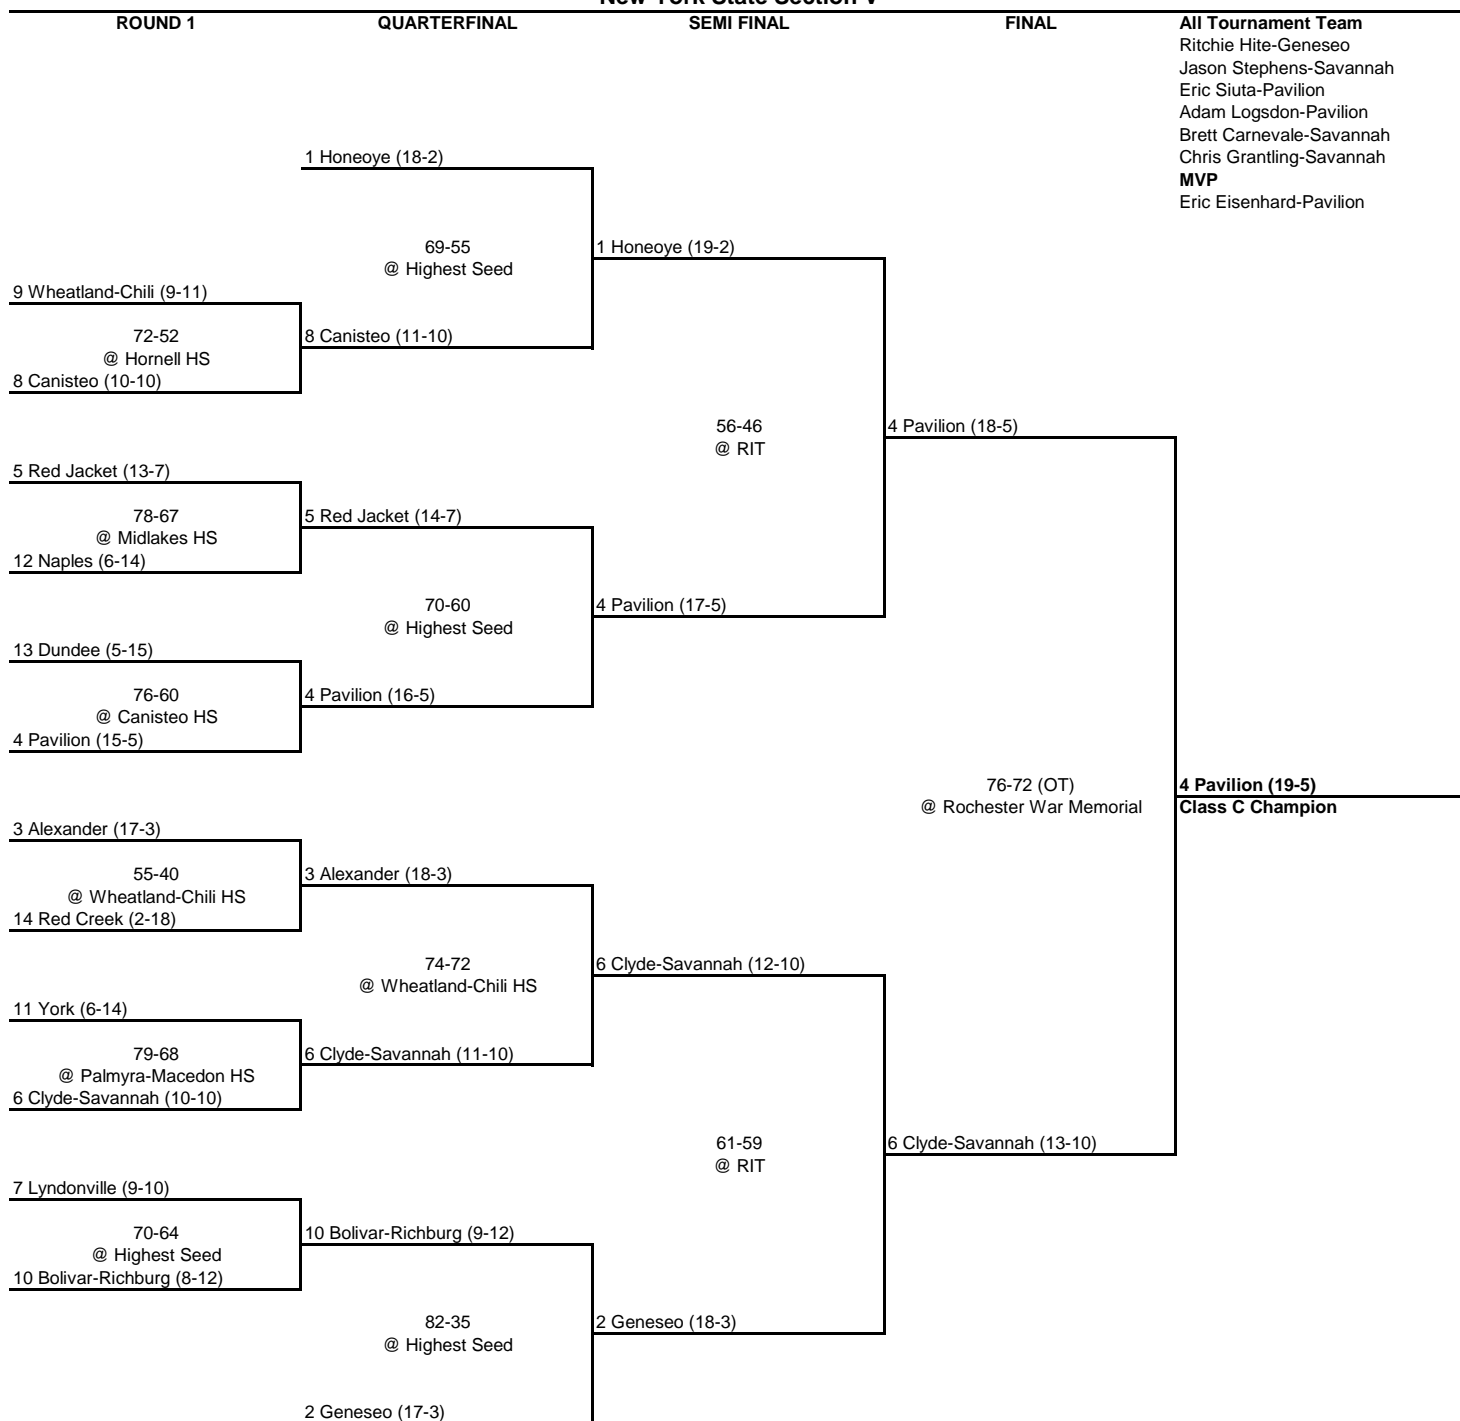 New York State Section V
ROUND 1 QUARTERFINAL SEMI FINAL FINAL All Tournament Team
Ritchie Hite-Geneseo
Jason Stephens-Savannah
Eric Siuta-Pavilion
Adam Logsdon-Pavilion
Brett Carnevale-Savannah
1 Honeoye (18-2) Chris Grantling-Savannah
MVP
Eric Eisenhard-Pavilion
69-55 1 Honeoye (19-2)
@ Highest Seed
9 Wheatland-Chili (9-11)
72-52 8 Canisteo (11-10)
@ Hornell HS
8 Canisteo (10-10)
56-46 4 Pavilion (18-5)
@ RIT
5 Red Jacket (13-7)
78-67 5 Red Jacket (14-7)
@ Midlakes HS
12 Naples (6-14)
70-60 4 Pavilion (17-5)
@ Highest Seed
13 Dundee (5-15)
76-60 4 Pavilion (16-5)
@ Canisteo HS
4 Pavilion (15-5)
76-72 (OT) 4 Pavilion (19-5)
@ Rochester War Memorial Class C Champion
3 Alexander (17-3)
55-40 3 Alexander (18-3)
@ Wheatland-Chili HS
14 Red Creek (2-18)
74-72 6 Clyde-Savannah (12-10)
@ Wheatland-Chili HS
11 York (6-14)
79-68 6 Clyde-Savannah (11-10)
@ Palmyra-Macedon HS
6 Clyde-Savannah (10-10)
61-59 6 Clyde-Savannah (13-10)
@ RIT
7 Lyndonville (9-10)
70-64 10 Bolivar-Richburg (9-12)
@ Highest Seed
10 Bolivar-Richburg (8-12)
82-35 2 Geneseo (18-3)
@ Highest Seed
2 Geneseo (17-3)